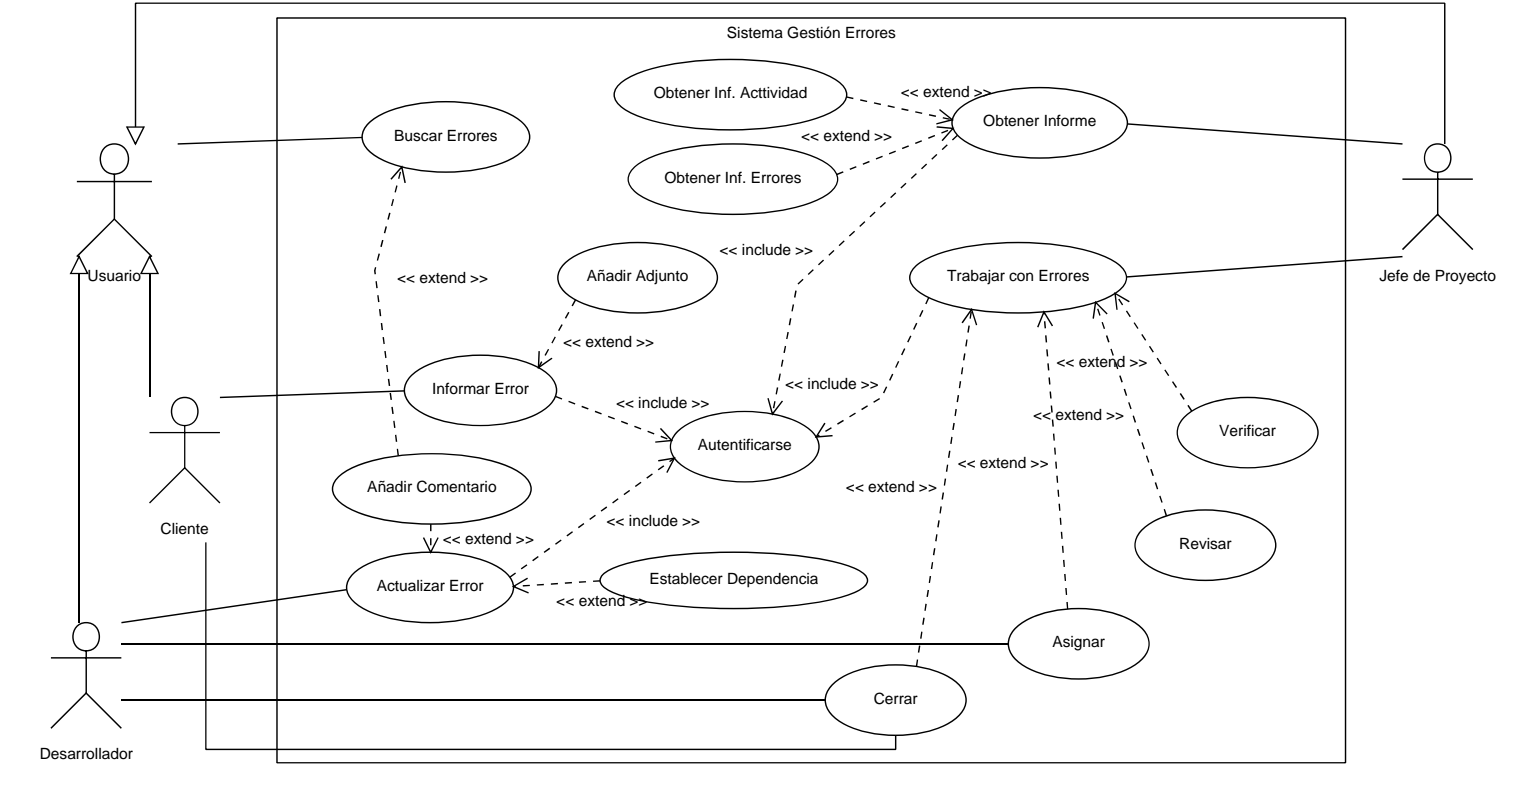 Sistema Gestión Errores
Obtener Inf. Acttividad
<< extend >>
Obtener Informe
Buscar Errores
<< extend >>
Obtener Inf. Errores
<< include >>
Usuario
<< extend >>
Añadir Adjunto
Trabajar con Errores
Jefe de Proyecto
<< extend >>
<< extend >>
Informar Error
<< include >>
<< include >>
<< extend >>
Verificar
Autentificarse
<< extend >>
Añadir Comentario
<< extend >>
Cliente
<< include >>
<< extend >>
Revisar
Actualizar Error
Establecer Dependencia
<< extend >>
Asignar
Cerrar
Desarrollador